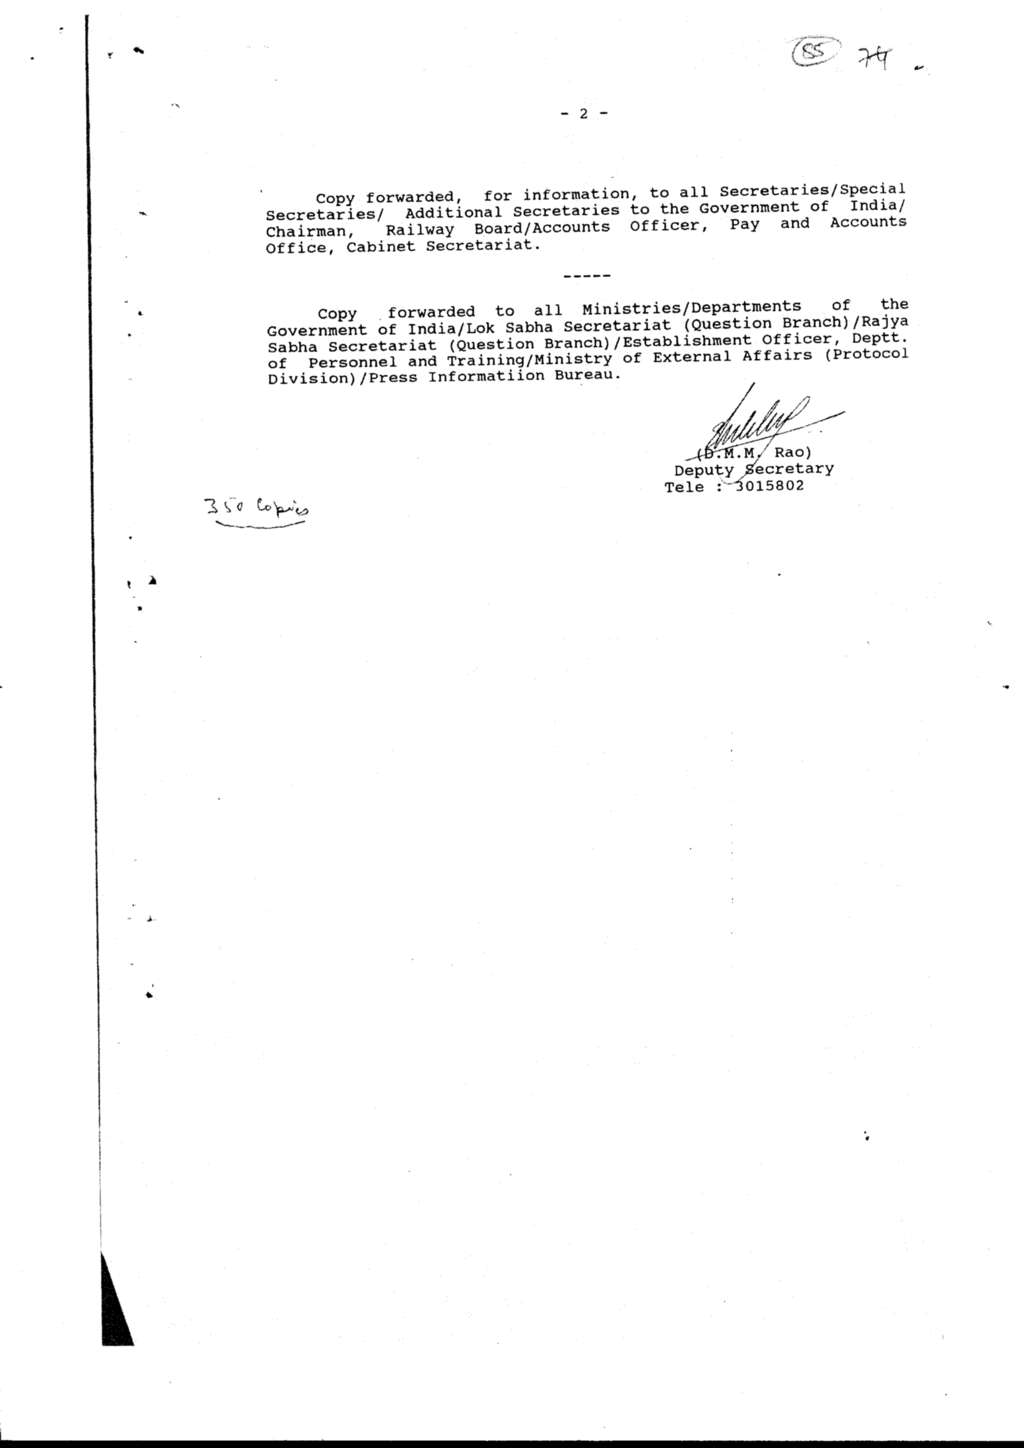 85 74
- 2 -
Copy forwarded, for information, to all Secretaries/Special
Secretaries/ Additional Secretaries to the Government of India/
Chairman, Railway Board/Accounts Officer, Pay and Accounts
Office, Cabinet Secretariat.
-----
Copy forwarded to all Ministries/Departments of the
Government of India/Lok Sabha Secretariat (Question Branch)/Rajya
Sabha Secretariat (Question Branch)/Establishment Officer, Deptt.
of Personnel and Training/Ministry of External Affairs (Protocol
Division)/Press Informatiion Bureau.
(D.M.M. Rao)
Deputy Secretary
Tele : 3015802
350 Copies